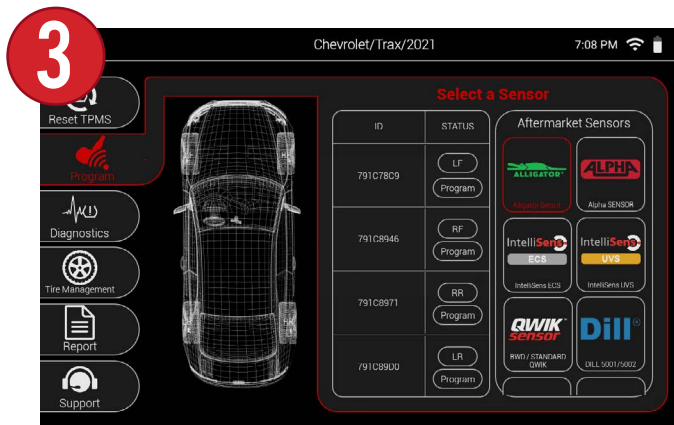 3
Chevrolet/Trax/2021
7:08 PM
Reset TPMS
Program
Diagnostics
Tire Management
Report
Support
Select a Sensor
ID STATUS
791C78C9 LF
Program
791C8946 RF
Program
791C8971 RR
Program
791C89D0 LR
Program
Aftermarket Sensors
ALLIGATOR®
Alligator Sens.it
ALPHA
Alpha SENSOR
IntelliSens
ECS
IntelliSens ECS
IntelliSens
UVS
IntelliSens UVS
QWIK
sensor
BWD / STANDARD
QWIK
Dill®
DILL 5001/5002